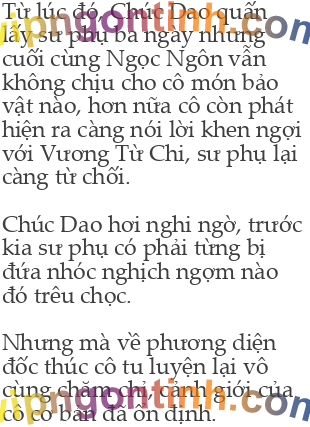 Từ lúc đó, Chúc Dao quấn
lấy sư phụ ba ngày nhưng
cuối cùng Ngọc Ngôn vẫn
không chịu cho cô món bảo
vật nào, hơn nữa cô còn phát
hiện ra càng nói lời khen ngợi
với Vương Từ Chi, sư phụ lại
càng từ chối.
Chúc Dao hơi nghi ngờ, trước
kia sư phụ có phải từng bị
đứa nhóc nghịch ngợm nào
đó trêu chọc.
Nhưng mà về phương diện
đốc thúc cô tu luyện lại vô
cùng chăm chỉ, cảnh giới của
cô cơ bản đã ổn định.
vipngontinh.com
vipngontinh.com